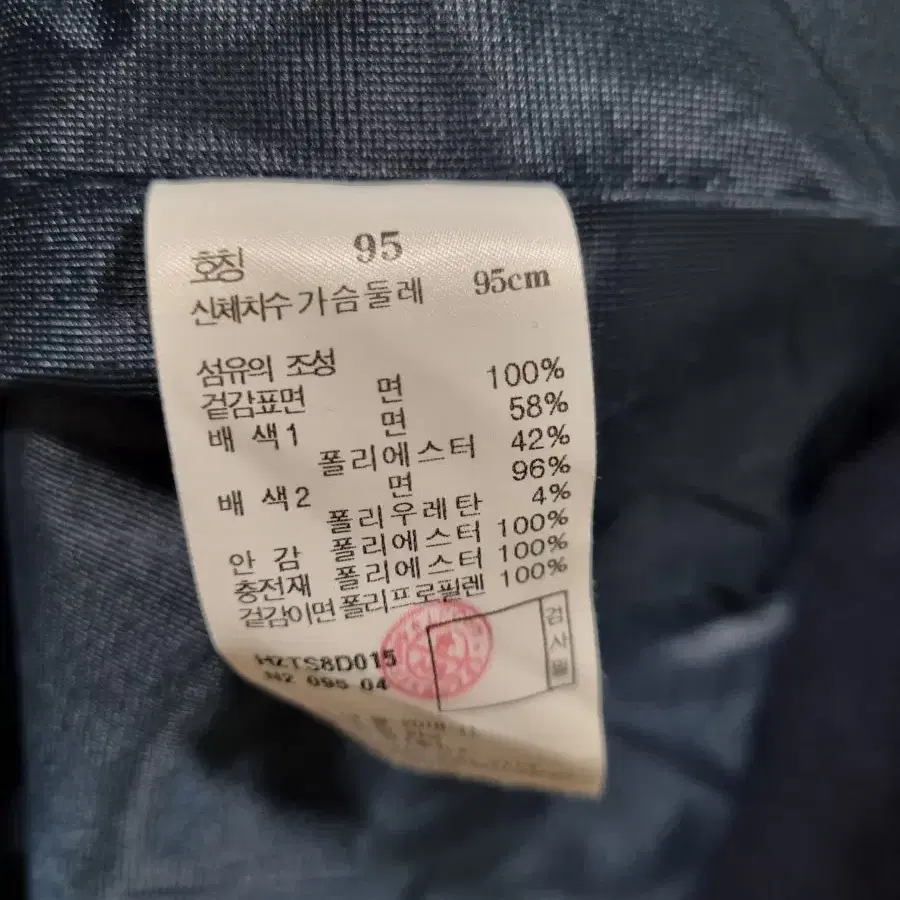 호칭 95
신체치수 가슴둘레 95cm
섬유의 조성
겉감표면 면 100%
배 색1 면 58%
폴리에스터 42%
배 색2 면 96%
폴리우레탄 4%
안 감 폴리에스터 100%
충전재 폴리에스터 100%
겉감이면 폴리프로필렌 100%
검사필
HZTS8D015
N2 095 04